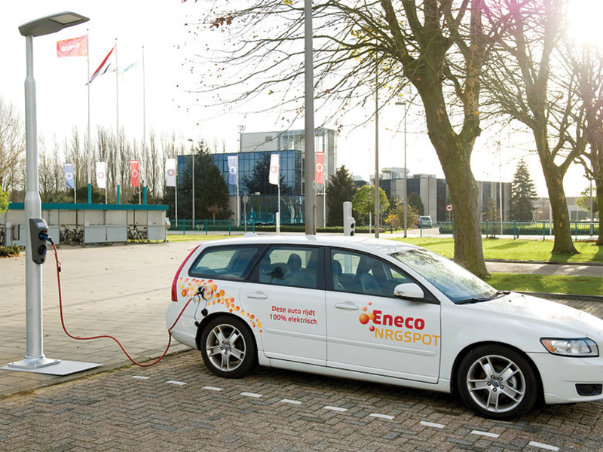 Deze auto rijdt
100% elektrisch
Eneco
NRGSPOT